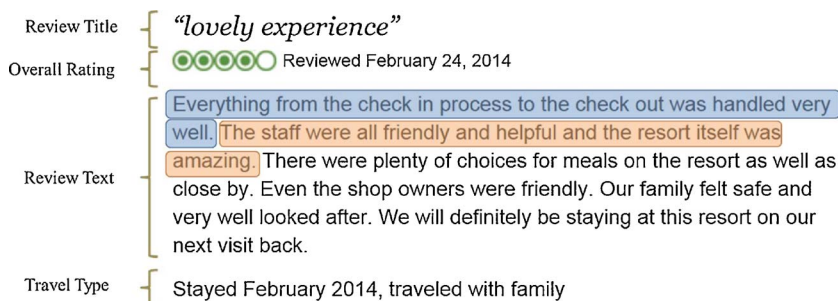 Review Title
“lovely experience”
Overall Rating
Reviewed February 24, 2014
Review Text
Everything from the check in process to the check out was handled very
well. The staff were all friendly and helpful and the resort itself was
amazing. There were plenty of choices for meals on the resort as well as
close by. Even the shop owners were friendly. Our family felt safe and
very well looked after. We will definitely be staying at this resort on our
next visit back.
Travel Type
Stayed February 2014, traveled with family